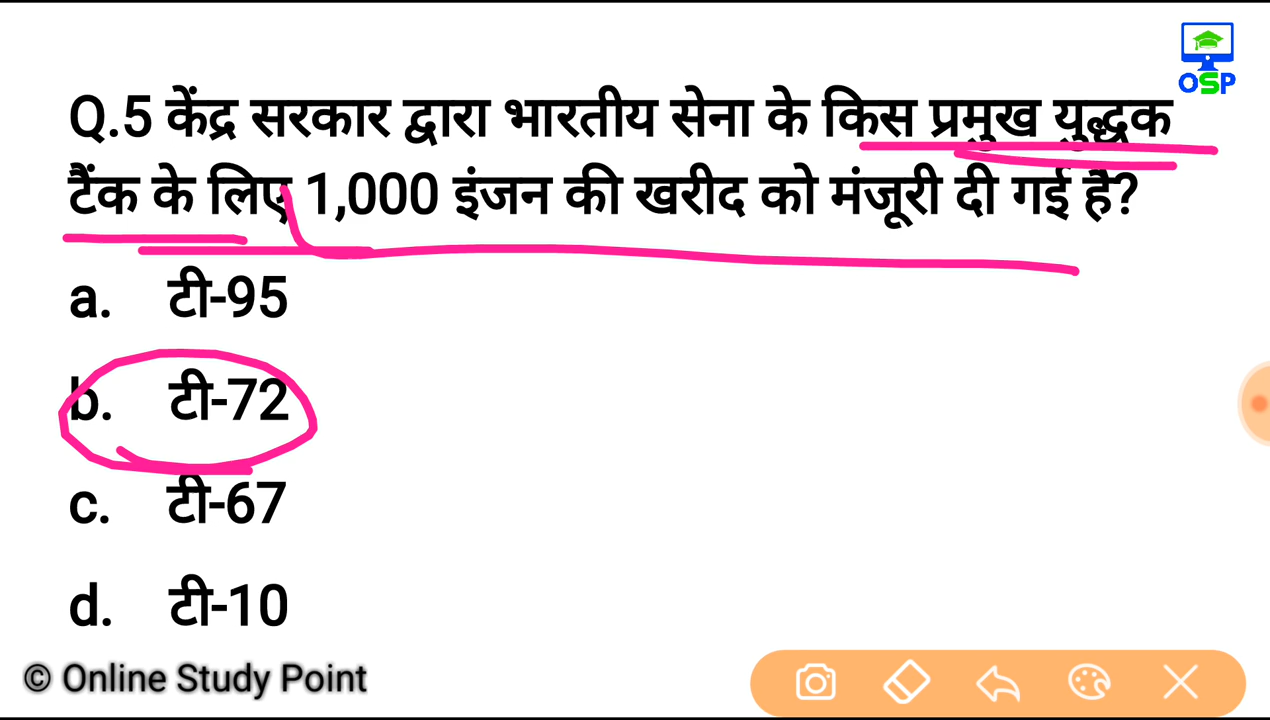 OSP
Q.5 केंद्र सरकार द्वारा भारतीय सेना के किस प्रमुख युद्धक
टैंक के लिए 1,000 इंजन की खरीद को मंजूरी दी गई है?
a. टी-95
b. टी-72
c. टी-67
d. टी-10
© Online Study Point